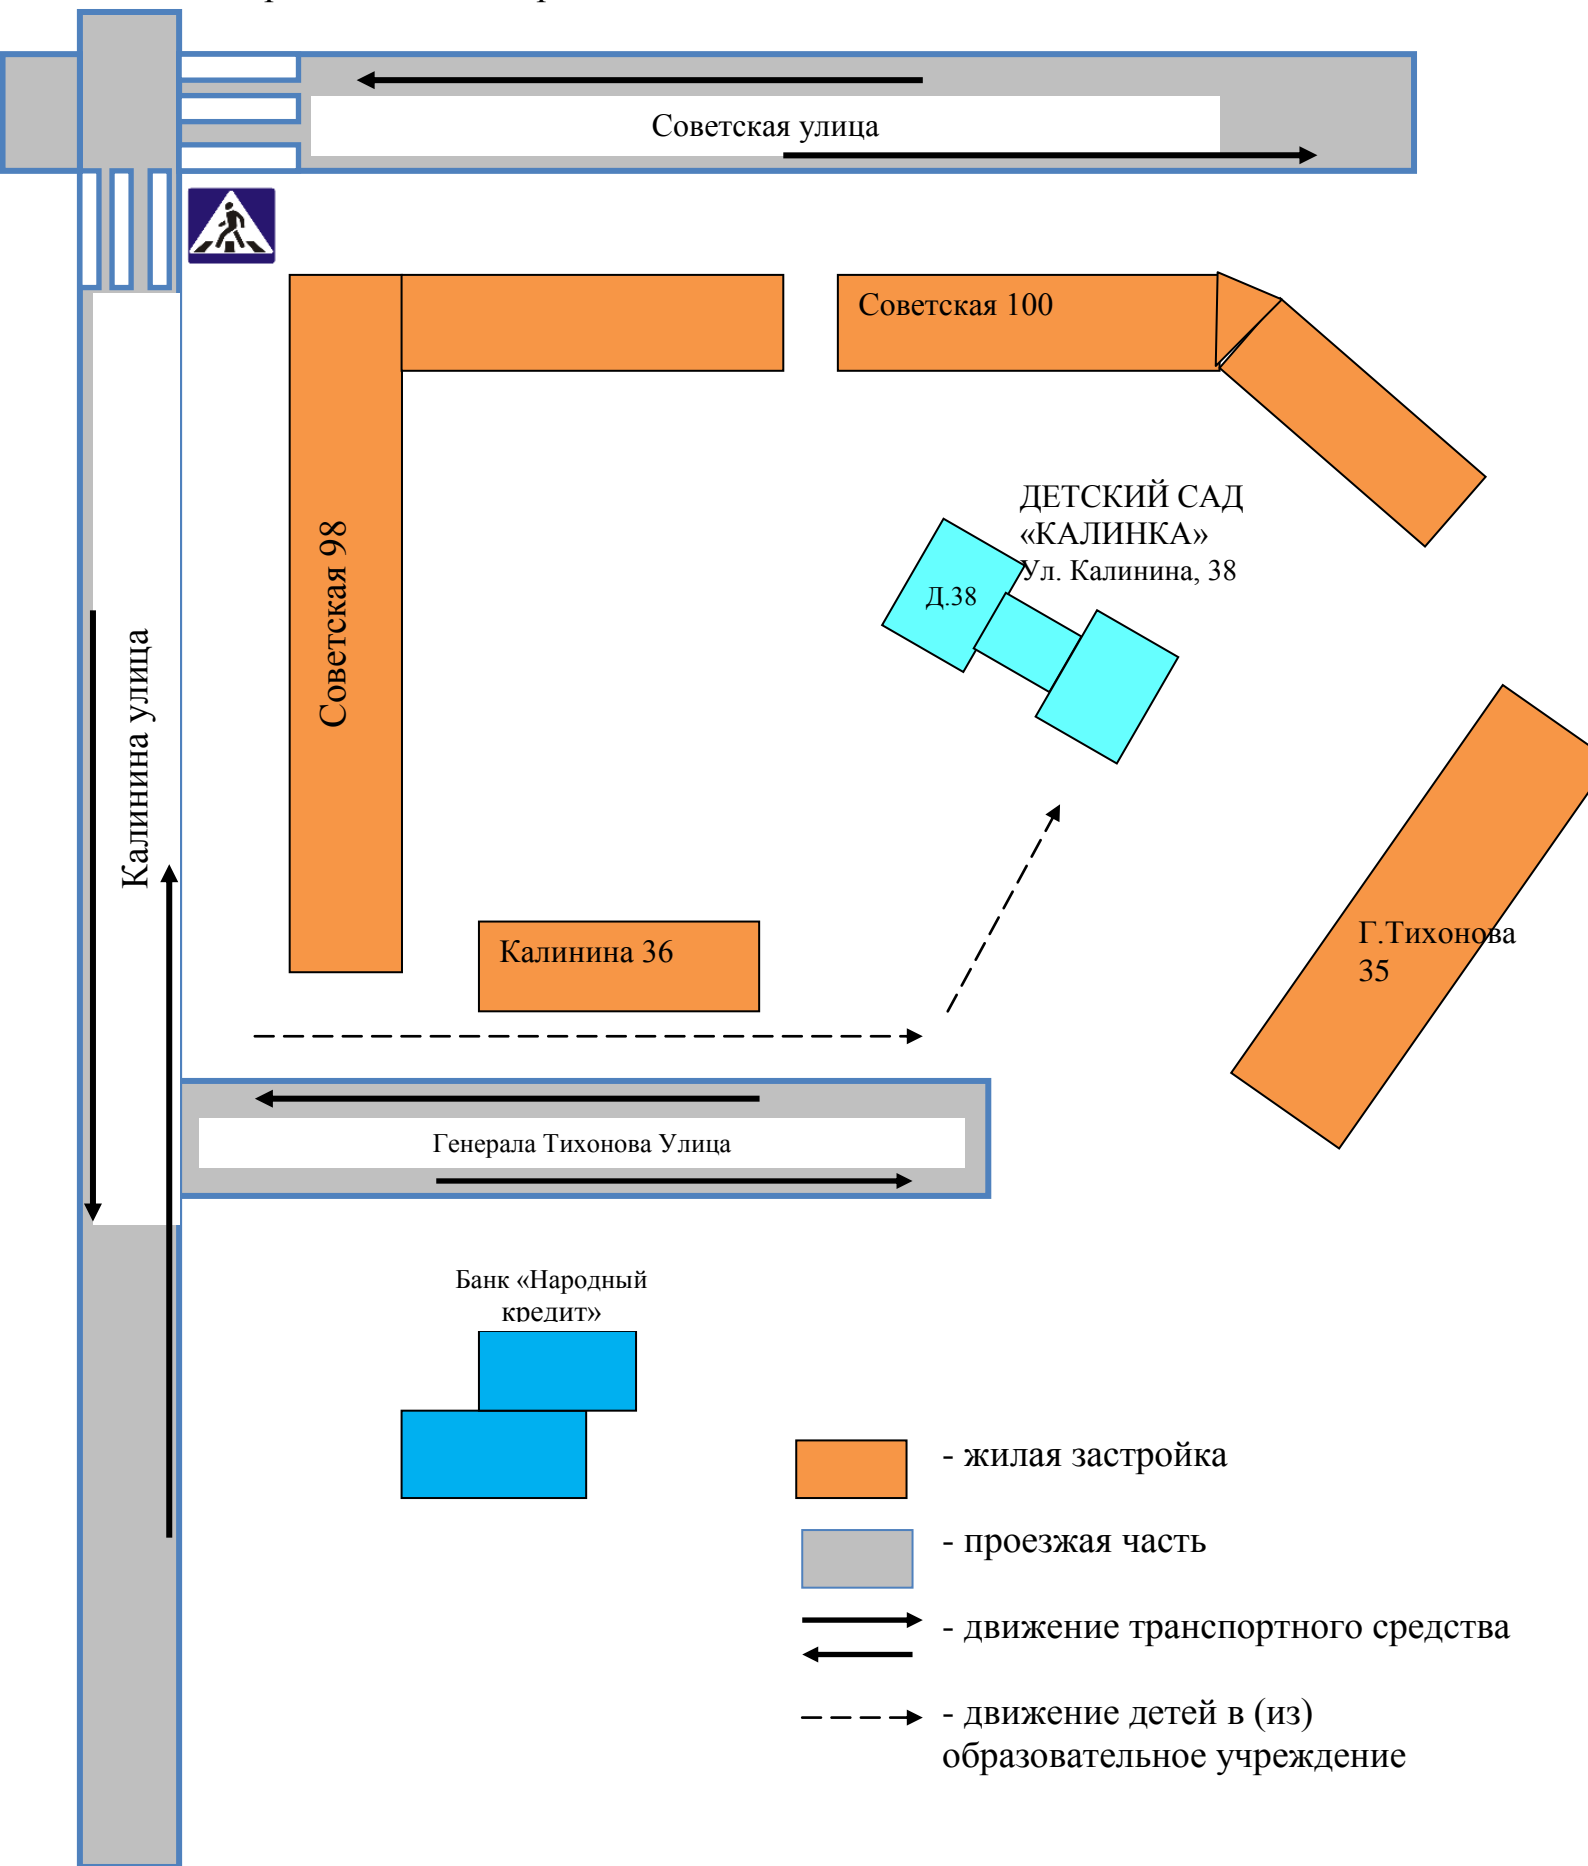 Советская улица
Советская 100
ДЕТСКИЙ САД
«КАЛИНКА»
Ул. Калинина, 38
Д.38
Советская 98
Калинина улица
Калинина 36
Г.Тихонова
35
Генерала Тихонова Улица
Банк «Народный
кредит»
- жилая застройка
- проезжая часть
- движение транспортного средства
- движение детей в (из)
образовательное учреждение